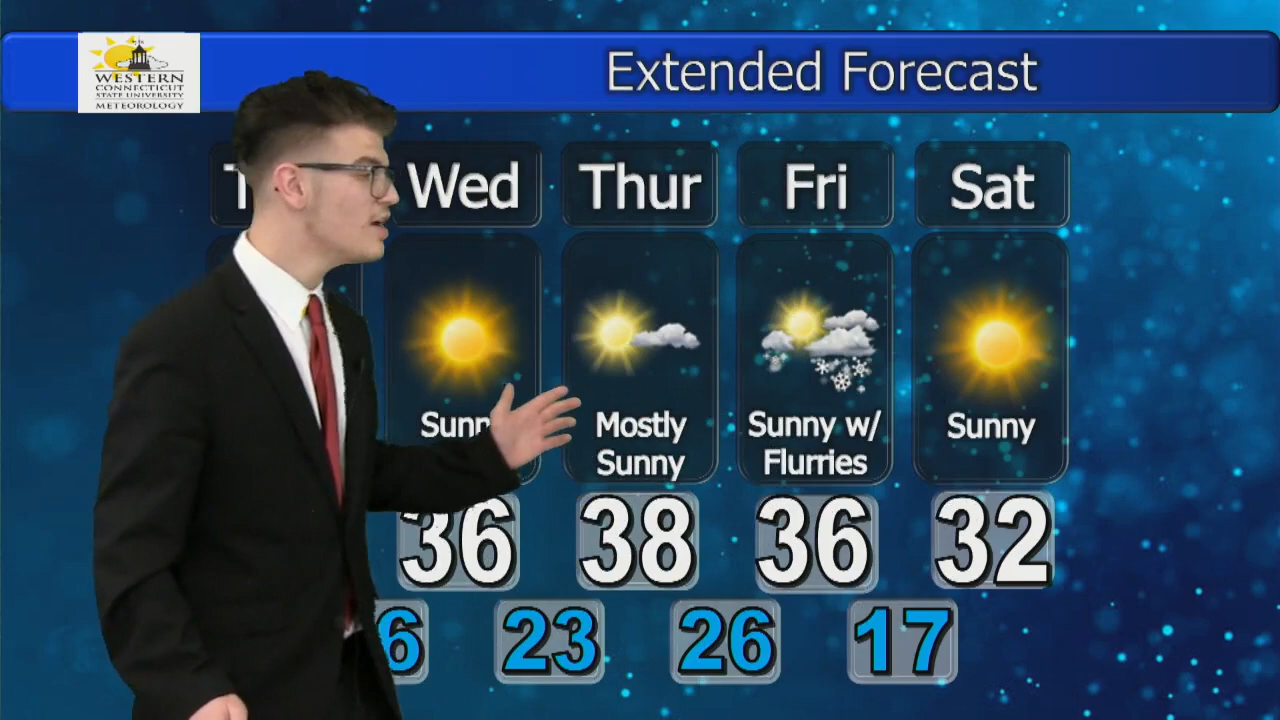 Extended Forecast
WESTERN
CONNECTICUT
STATE UNIVERSITY
METEOROLOGY
Wed
Thur
Fri
Sat
Mostly
Sunny
Sunny w/
Flurries
Sunny
36
38
36
32
23
26
17